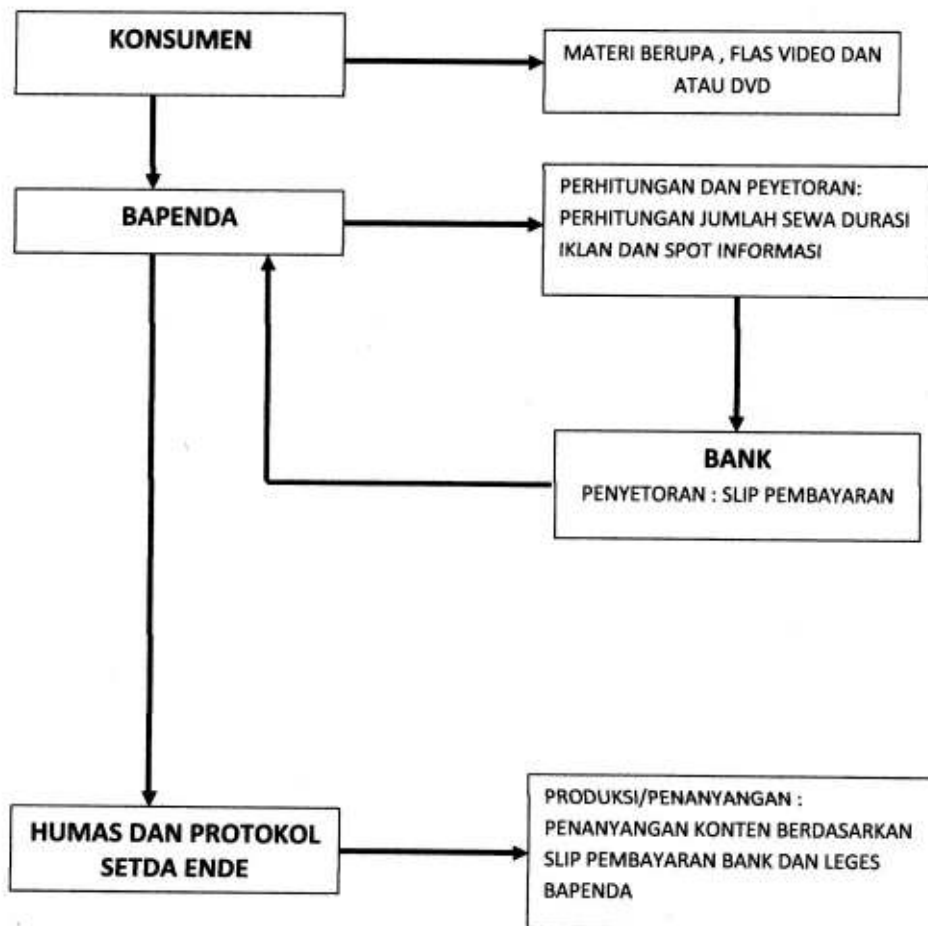 KONSUMEN
MATERI BERUPA , FLAS VIDEO DAN
ATAU DVD
BAPENDA
PERHITUNGAN DAN PEYETORAN:
PERHITUNGAN JUMLAH SEWA DURASI
IKLAN DAN SPOT INFORMASI
BANK
PENYETORAN : SLIP PEMBAYARAN
HUMAS DAN PROTOKOL
SETDA ENDE
PRODUKSI/PENANYANGAN :
PENANYANGAN KONTEN BERDASARKAN
SLIP PEMBAYARAN BANK DAN LEGES
BAPENDA